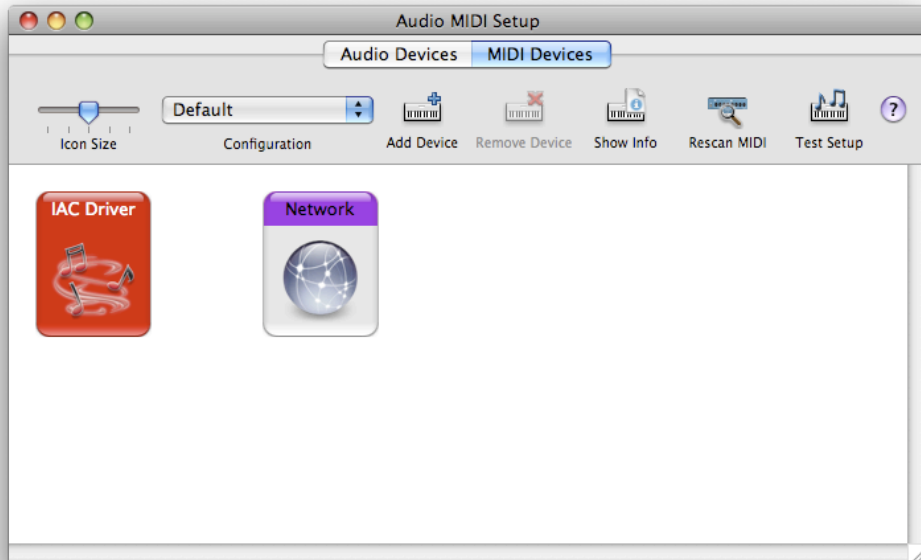 Audio MIDI Setup
Audio Devices MIDI Devices
Default
Icon Size Configuration Add Device Remove Device Show Info Rescan MIDI Test Setup ?
IAC Driver Network